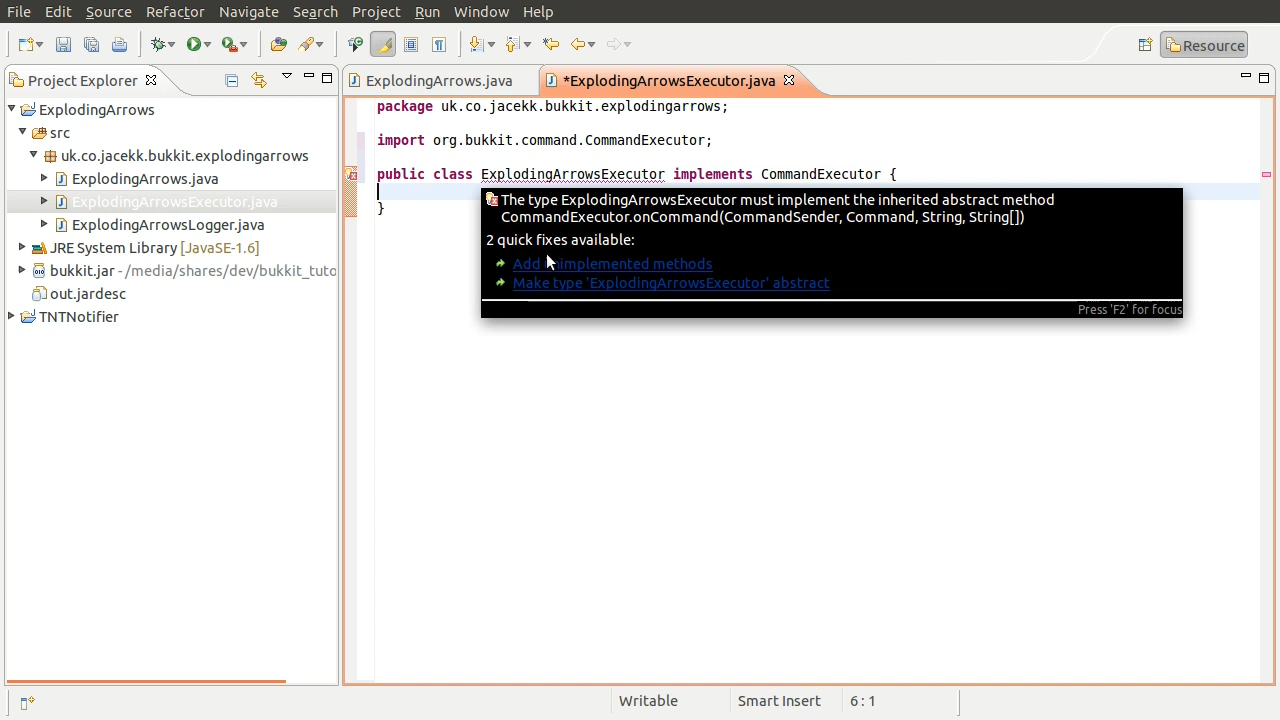 File Edit Source Refactor Navigate Search Project Run Window Help
Resource
Project Explorer
ExplodingArrows.java
*ExplodingArrowsExecutor.java
ExplodingArrows
src
uk.co.jacekk.bukkit.explodingarrows
ExplodingArrows.java
ExplodingArrowsExecutor.java
ExplodingArrowsLogger.java
JRE System Library [JavaSE-1.6]
bukkit.jar - /media/shares/dev/bukkit_tuto
out.jardesc
TNTNotifier
package uk.co.jacekk.bukkit.explodingarrows;
import org.bukkit.command.CommandExecutor;
public class ExplodingArrowsExecutor implements CommandExecutor {
}
The type ExplodingArrowsExecutor must implement the inherited abstract method
CommandExecutor.onCommand(CommandSender, Command, String, String[])
2 quick fixes available:
Add unimplemented methods
Make type 'ExplodingArrowsExecutor' abstract
Press 'F2' for focus
Writable Smart Insert 6 : 1